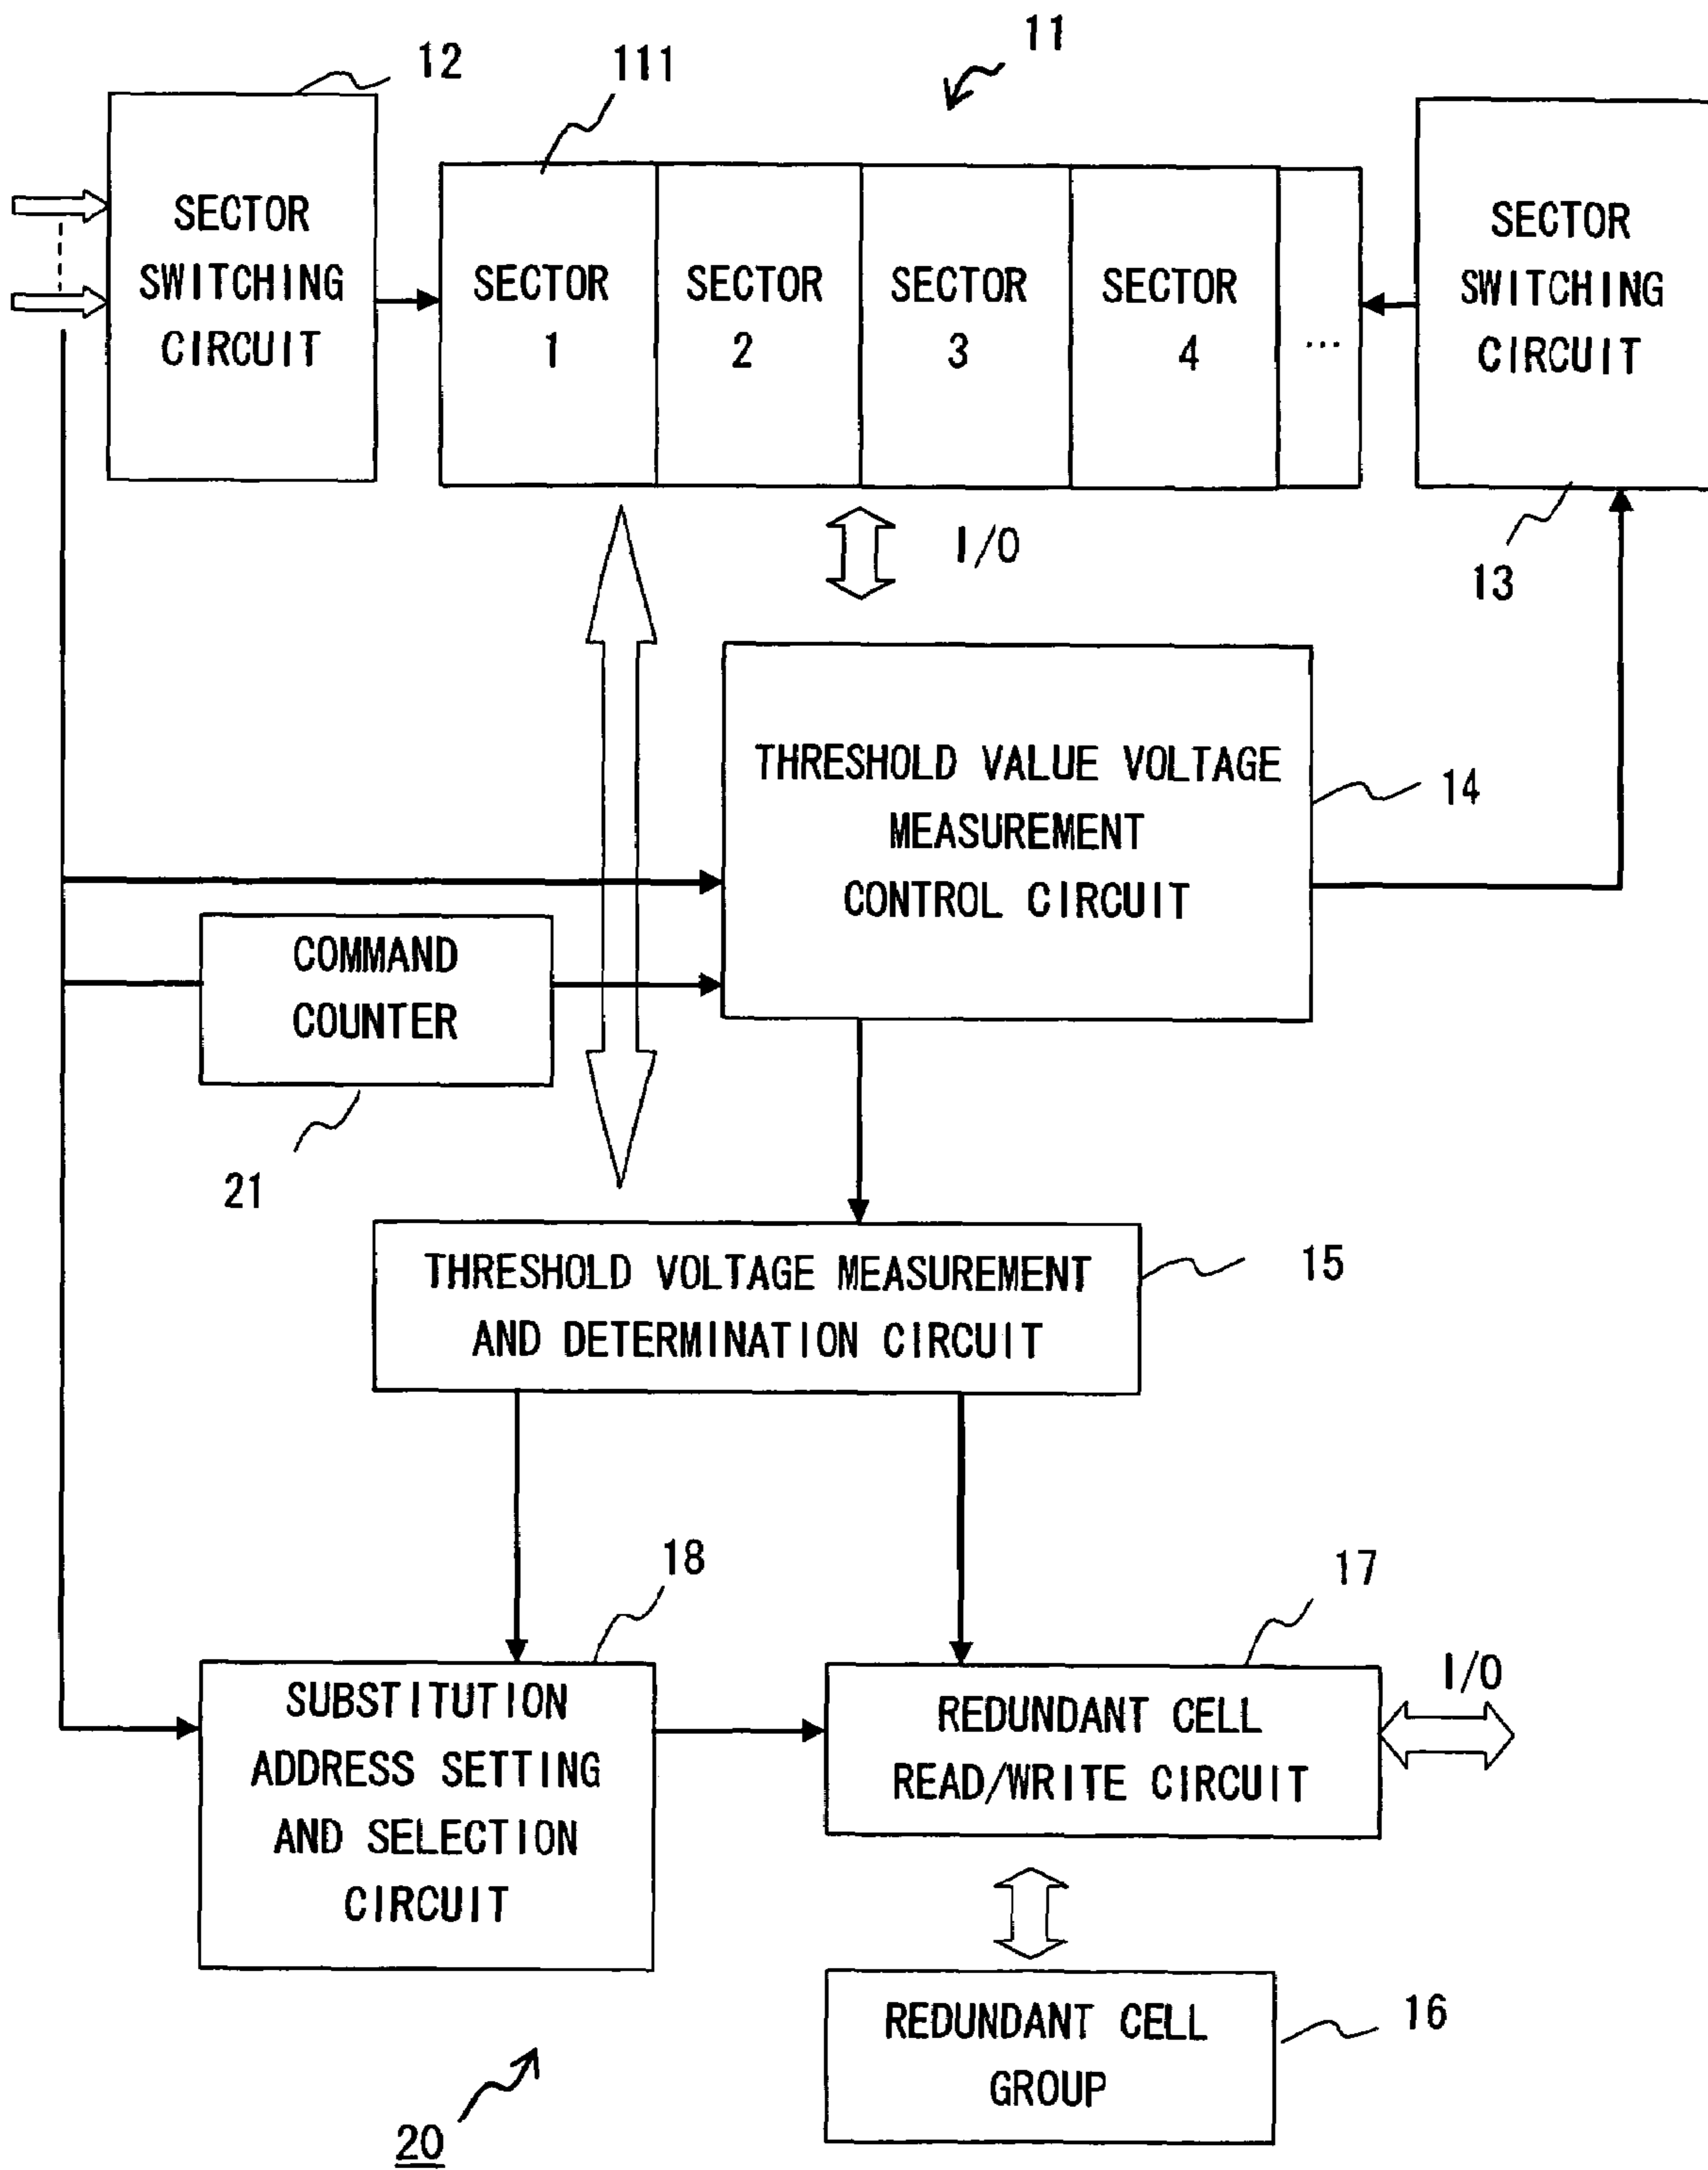 11
12
111
SECTOR
SWITCHING
CIRCUIT
SECTOR
1
SECTOR
2
SECTOR
3
SECTOR
4
...
SECTOR
SWITCHING
CIRCUIT
I/O
13
THRESHOLD VALUE VOLTAGE
MEASUREMENT
CONTROL CIRCUIT
14
COMMAND
COUNTER
21
THRESHOLD VOLTAGE MEASUREMENT
AND DETERMINATION CIRCUIT
15
18
17
SUBSTITUTION
ADDRESS SETTING
AND SELECTION
CIRCUIT
REDUNDANT CELL
READ/WRITE CIRCUIT
I/O
REDUNDANT CELL
GROUP
16
20